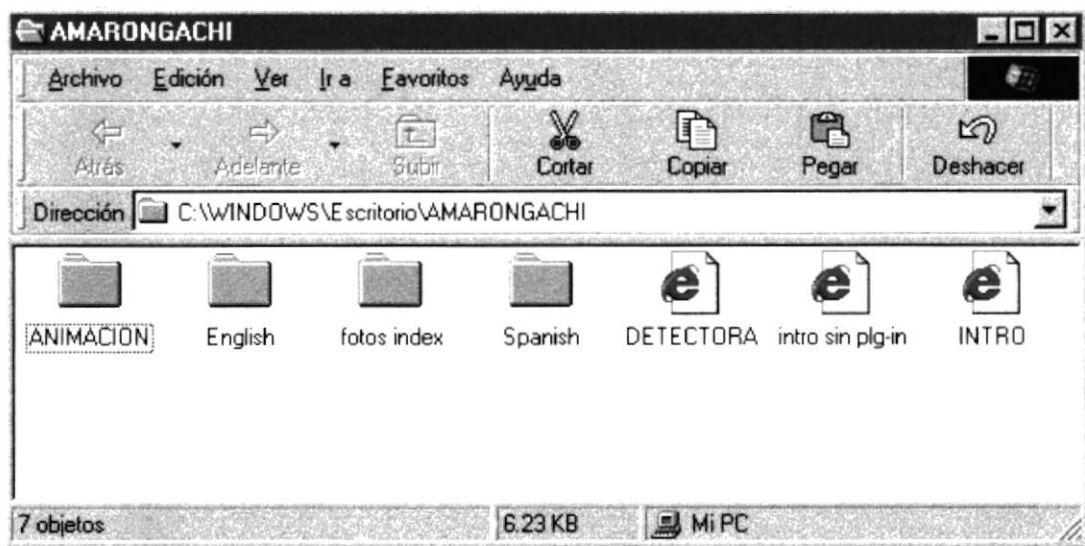 AMARONGACHI
Archivo Edición Ver Ir a Favoritos Ayuda
Atrás Adelante Subir Cortar Copiar Pegar Deshacer
Dirección C:\WINDOWS\Escritorio\AMARONGACHI
ANIMACION English fotos index Spanish DETECTORA intro sin plg-in INTRO
7 objetos 6.23 KB Mi PC